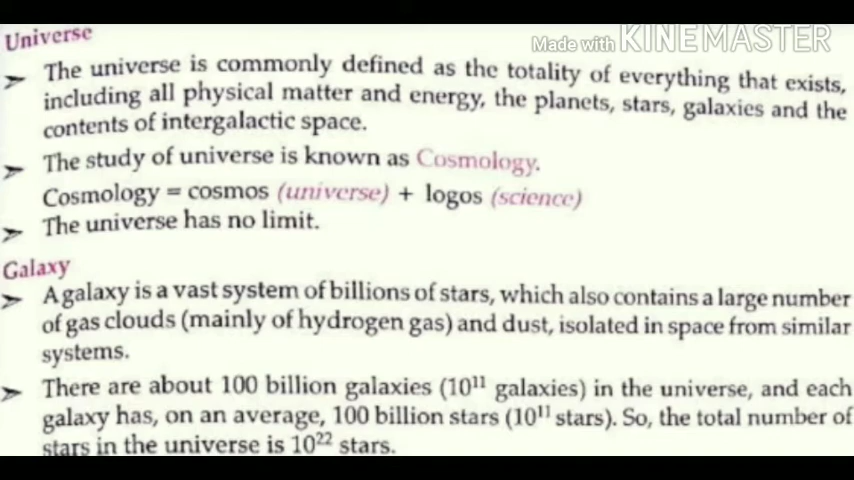 Universe
Made with KINEMASTER
➢ The universe is commonly defined as the totality of everything that exists,
including all physical matter and energy, the planets, stars, galaxies and the
contents of intergalactic space.
➢ The study of universe is known as Cosmology.
Cosmology = cosmos (universe) + logos (science)
➢ The universe has no limit.
Galaxy
➢ A galaxy is a vast system of billions of stars, which also contains a large number
of gas clouds (mainly of hydrogen gas) and dust, isolated in space from similar
systems.
➢ There are about 100 billion galaxies (10¹¹ galaxies) in the universe, and each
galaxy has, on an average, 100 billion stars (10¹¹ stars). So, the total number of
stars in the universe is 10²² stars.